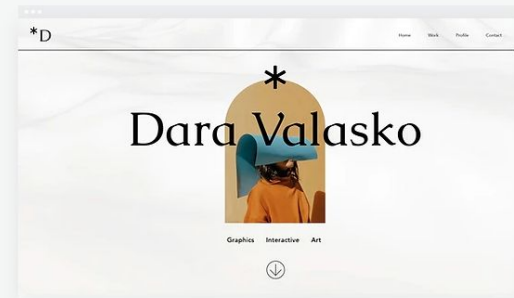 *D
Home Work Profile Contact
*
Dara Valasko
Graphics Interactive Art